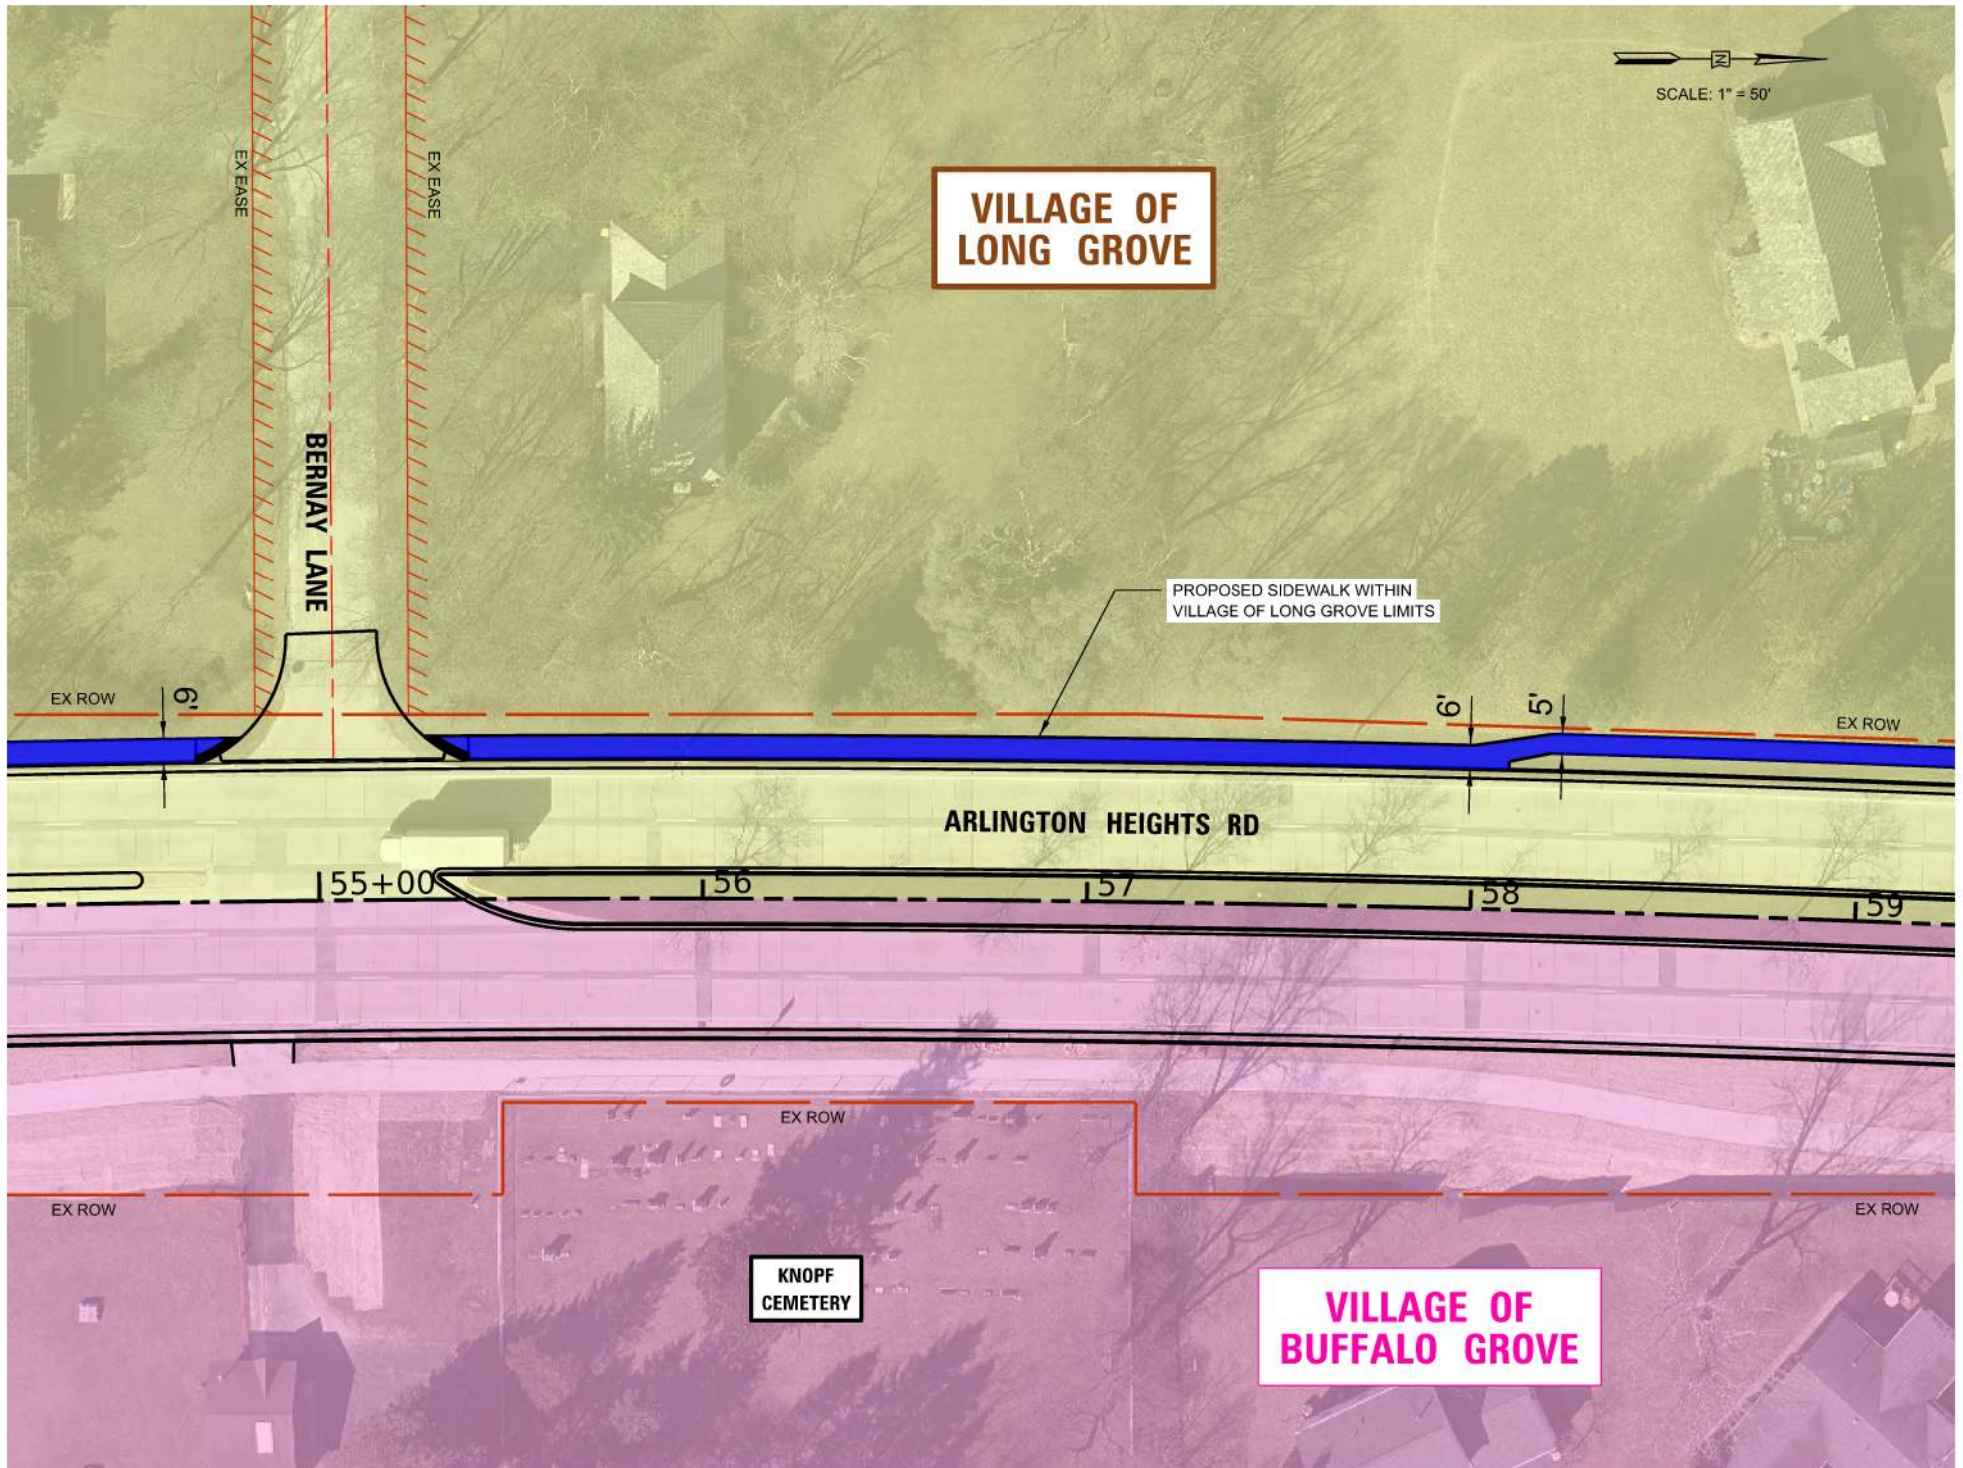 N
SCALE: 1" = 50'
EX EASE
EX EASE
VILLAGE OF
LONG GROVE
BERNAY LANE
PROPOSED SIDEWALK WITHIN
VILLAGE OF LONG GROVE LIMITS
EX ROW
6'
6'
5'
EX ROW
ARLINGTON HEIGHTS RD
55+00
56
57
58
59
EX ROW
EX ROW
EX ROW
KNOPF
CEMETERY
VILLAGE OF
BUFFALO GROVE